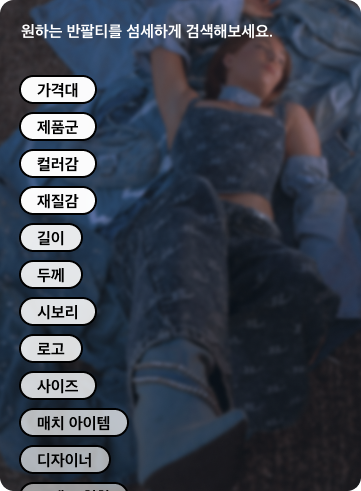 원하는 반팔티를 섬세하게 검색해보세요.
가격대
제품군
컬러감
재질감
길이
두께
시보리
로고
사이즈
매치 아이템
디자이너